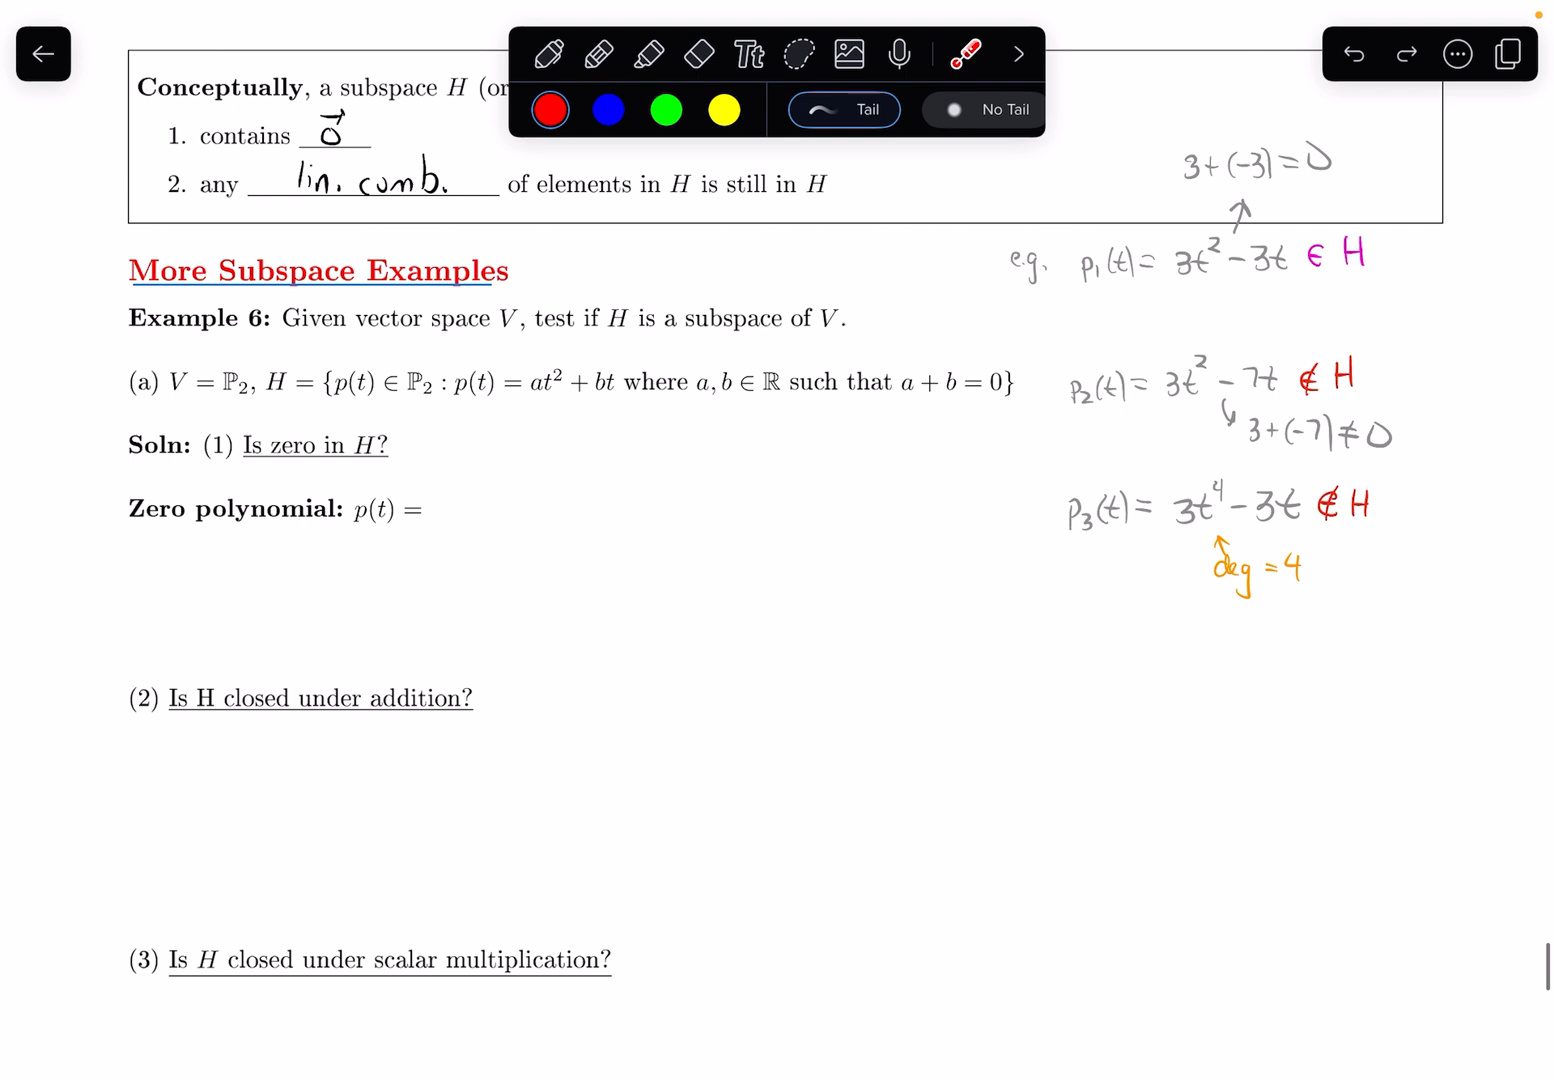 Tt
Tail
No Tail
Conceptually, a subspace H (or
1. contains 0⃗
2. any lin. comb. of elements in H is still in H
3+(-3)=0
e.g. p₁(t)= 3t²-3t ∈ H
More Subspace Examples
Example 6: Given vector space V, test if H is a subspace of V.
(a) V = ℙ₂, H = {p(t) ∈ ℙ₂ : p(t) = at² + bt where a, b ∈ ℝ such that a + b = 0}
p₂(t)= 3t² - 7t ∉ H
3+(-7)≠0
Soln: (1) Is zero in H?
Zero polynomial: p(t) =
p₃(t)= 3t⁴-3t ∉ H
deg = 4
(2) Is H closed under addition?
(3) Is H closed under scalar multiplication?